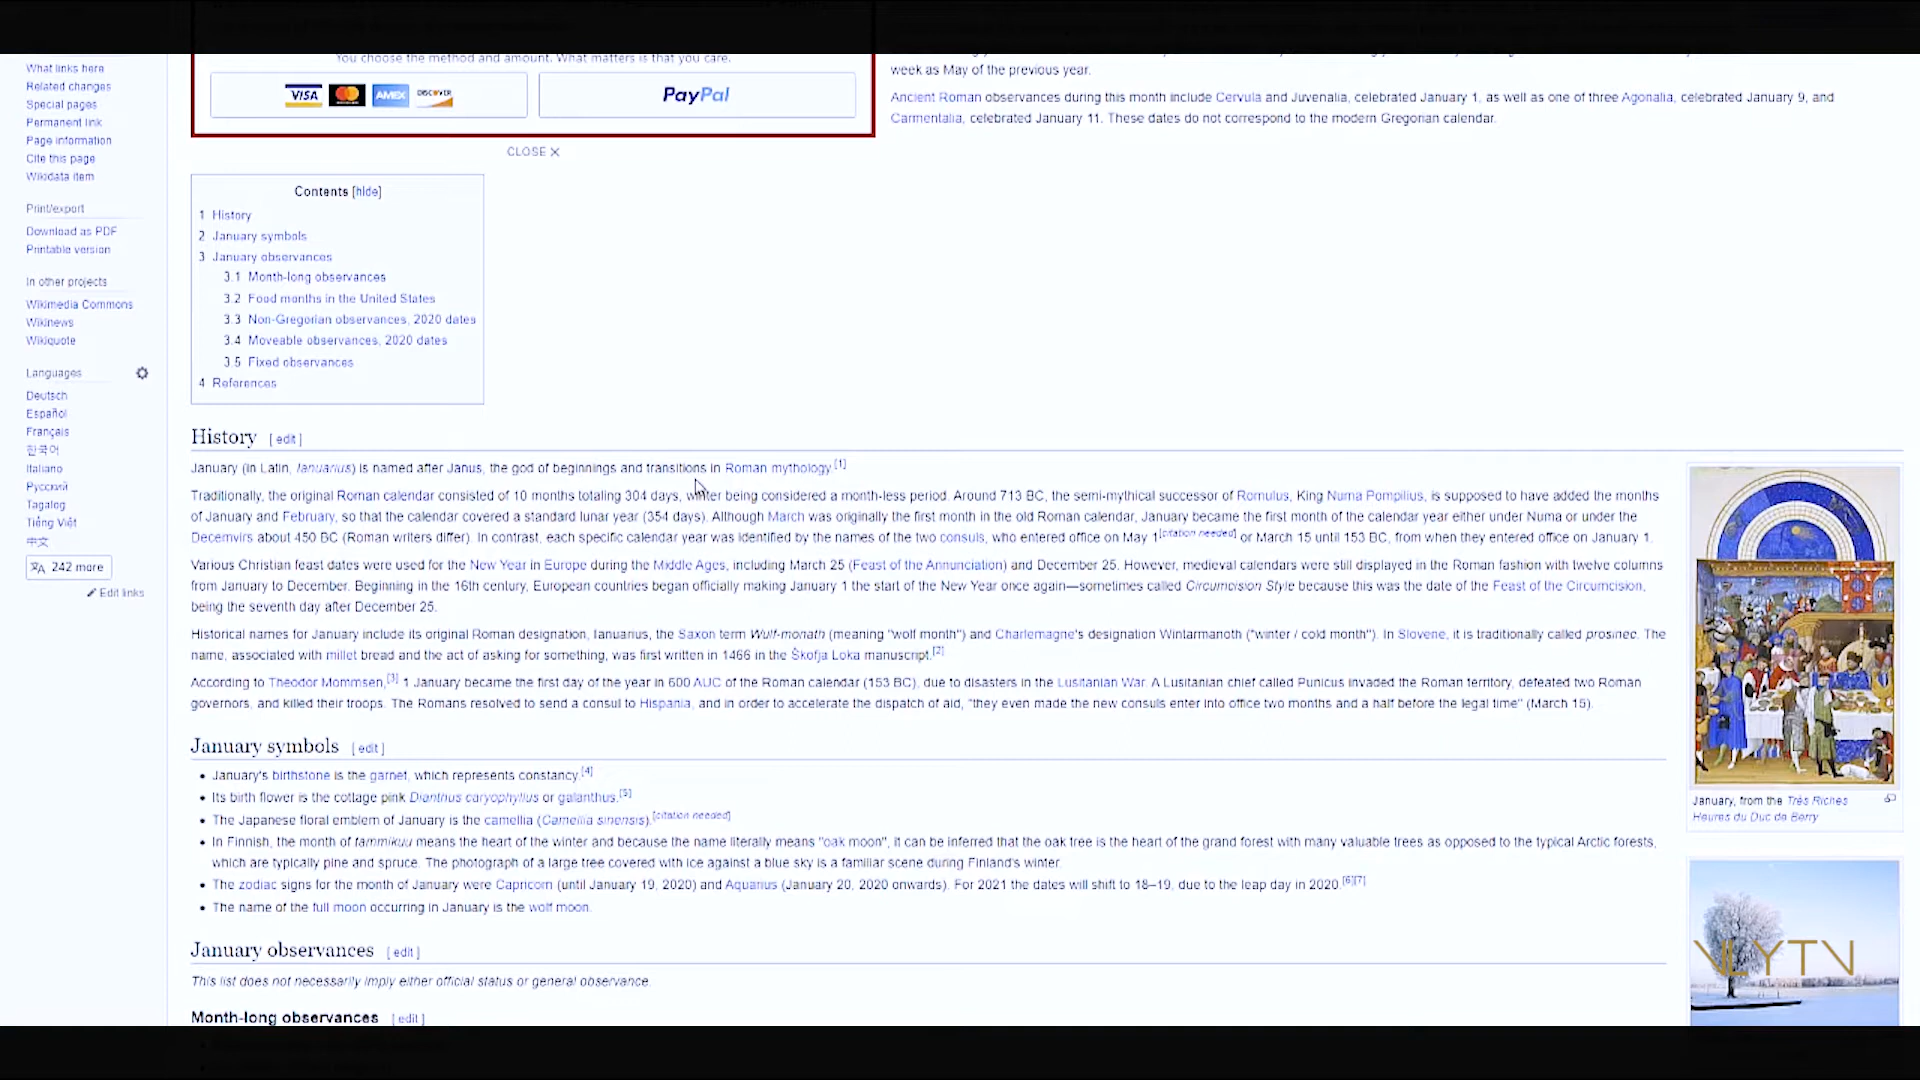 What links here
Related changes
Special pages
Permanent link
Page information
Cite this page
Wikidata item
Print/export
Download as PDF
Printable version
In other projects
Wikimedia Commons
Wikinews
Wikiquote
Languages
Deutsch
Español
Français
한국어
Italiano
Русский
Tagalog
Tiếng Việt
中文
242 more
Edit links
You choose the method and amount. What matters is that you care.
VISA AMEX DISCOVER
PayPal
CLOSE X
week as May of the previous year.
Ancient Roman observances during this month include Cervula and Juvenalia, celebrated January 1, as well as one of three Agonalia, celebrated January 9, and
Carmentalia, celebrated January 11. These dates do not correspond to the modern Gregorian calendar.
Contents [hide]
1 History
2 January symbols
3 January observances
3.1 Month-long observances
3.2 Food months in the United States
3.3 Non-Gregorian observances, 2020 dates
3.4 Moveable observances, 2020 dates
3.5 Fixed observances
4 References
History [ edit ]
January (in Latin, Ianuarius) is named after Janus, the god of beginnings and transitions in Roman mythology.[1]
Traditionally, the original Roman calendar consisted of 10 months totaling 304 days, winter being considered a month-less period. Around 713 BC, the semi-mythical successor of Romulus, King Numa Pompilius, is supposed to have added the months
of January and February, so that the calendar covered a standard lunar year (354 days). Although March was originally the first month in the old Roman calendar, January became the first month of the calendar year either under Numa or under the
Decemvirs about 450 BC (Roman writers differ). In contrast, each specific calendar year was identified by the names of the two consuls, who entered office on May 1[citation needed] or March 15 until 153 BC, from when they entered office on January 1.
Various Christian feast dates were used for the New Year in Europe during the Middle Ages, including March 25 (Feast of the Annunciation) and December 25. However, medieval calendars were still displayed in the Roman fashion with twelve columns
from January to December. Beginning in the 16th century, European countries began officially making January 1 the start of the New Year once again—sometimes called Circumcision Style because this was the date of the Feast of the Circumcision,
being the seventh day after December 25.
Historical names for January include its original Roman designation, Ianuarius, the Saxon term Wulf-monath (meaning "wolf month") and Charlemagne's designation Wintarmanoth ("winter / cold month"). In Slovene, it is traditionally called prosinec. The
name, associated with millet bread and the act of asking for something, was first written in 1466 in the Škofja Loka manuscript.[2]
According to Theodor Mommsen,[3] 1 January became the first day of the year in 600 AUC of the Roman calendar (153 BC), due to disasters in the Lusitanian War. A Lusitanian chief called Punicus invaded the Roman territory, defeated two Roman
governors, and killed their troops. The Romans resolved to send a consul to Hispania, and in order to accelerate the dispatch of aid, "they even made the new consuls enter into office two months and a half before the legal time" (March 15).
January symbols [ edit ]
• January's birthstone is the garnet, which represents constancy.[4]
• Its birth flower is the cottage pink Dianthus caryophyllus or galanthus.[5]
• The Japanese floral emblem of January is the camellia (Camellia sinensis).[citation needed]
• In Finnish, the month of tammikuu means the heart of the winter and because the name literally means "oak moon", it can be inferred that the oak tree is the heart of the grand forest with many valuable trees as opposed to the typical Arctic forests,
which are typically pine and spruce. The photograph of a large tree covered with ice against a blue sky is a familiar scene during Finland's winter.
• The zodiac signs for the month of January were Capricorn (until January 19, 2020) and Aquarius (January 20, 2020 onwards). For 2021 the dates will shift to 18–19, due to the leap day in 2020.[6][7]
• The name of the full moon occurring in January is the wolf moon.
January observances [ edit ]
This list does not necessarily imply either official status or general observance.
Month-long observances [ edit ]
January, from the Très Riches
Heures du Duc de Berry
VLYTV